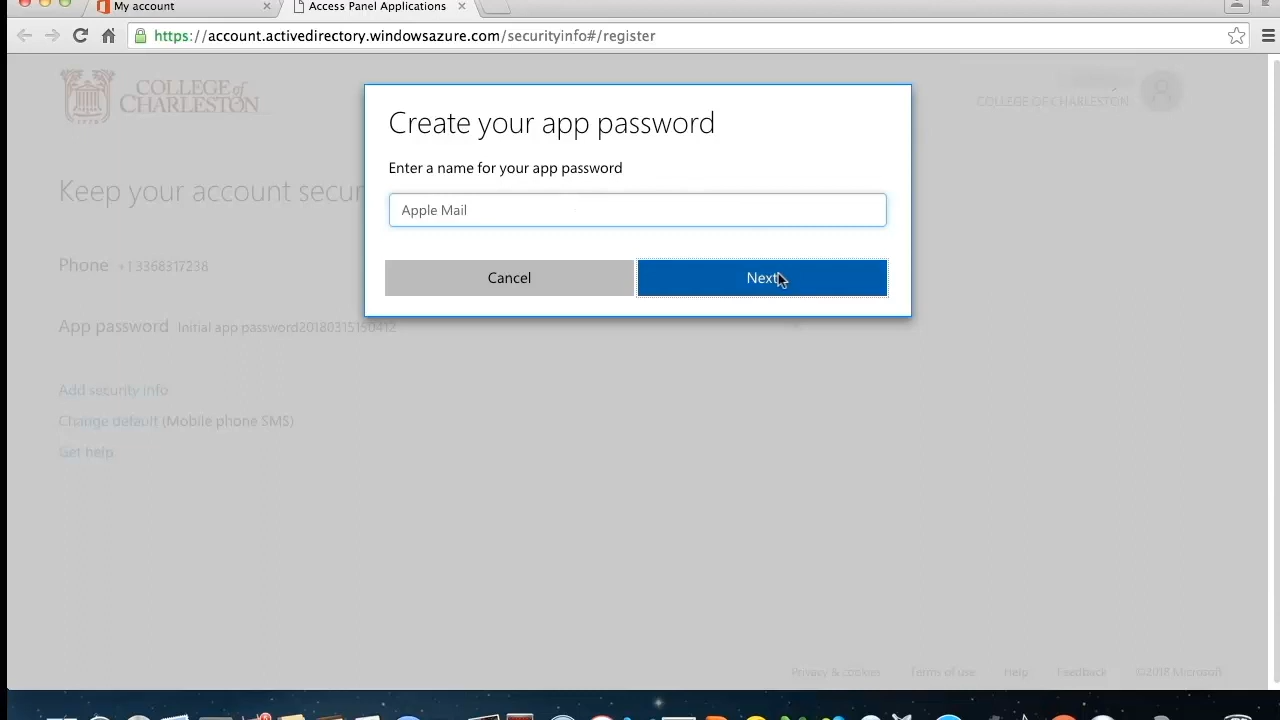 My account
Access Panel Applications
https://account.activedirectory.windowsazure.com/securityinfo#/register
COLLEGE of
CHARLESTON
1770
COLLEGE OF CHARLESTON
Create your app password
Enter a name for your app password
Apple Mail
Cancel
Next
Keep your account secur
Phone +1 3368317238
App password Initial app password20180315150412
Add security info
Change default (Mobile phone SMS)
Get help
Privacy & cookies Terms of use Help Feedback ©2018 Microsoft